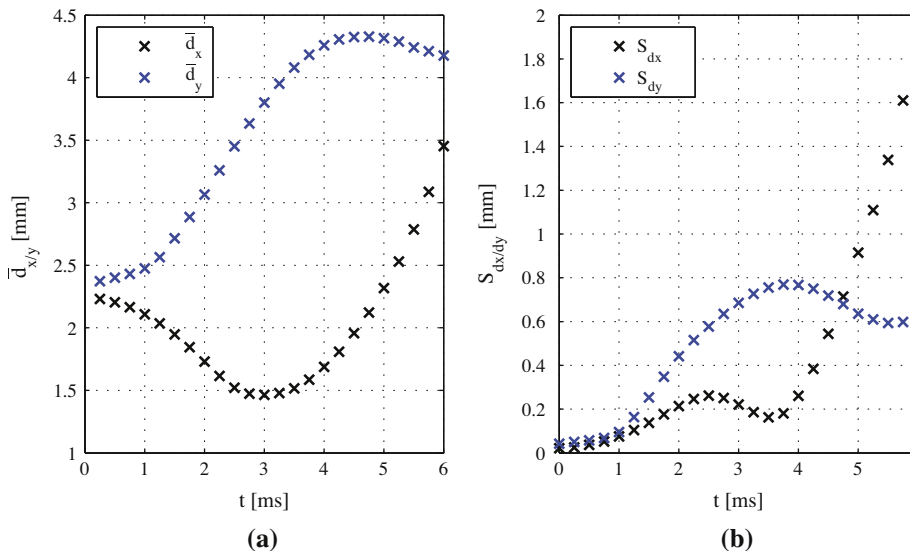 4.5
4
3.5
3
2.5
2
1.5
1
d̅x
d̅y
d̅x/y [mm]
0 1 2 3 4 5 6
t [ms]
(a)
2
1.8
1.6
1.4
1.2
1
0.8
0.6
0.4
0.2
0
Sdx
Sdy
Sdx/dy [mm]
0 1 2 3 4 5
t [ms]
(b)